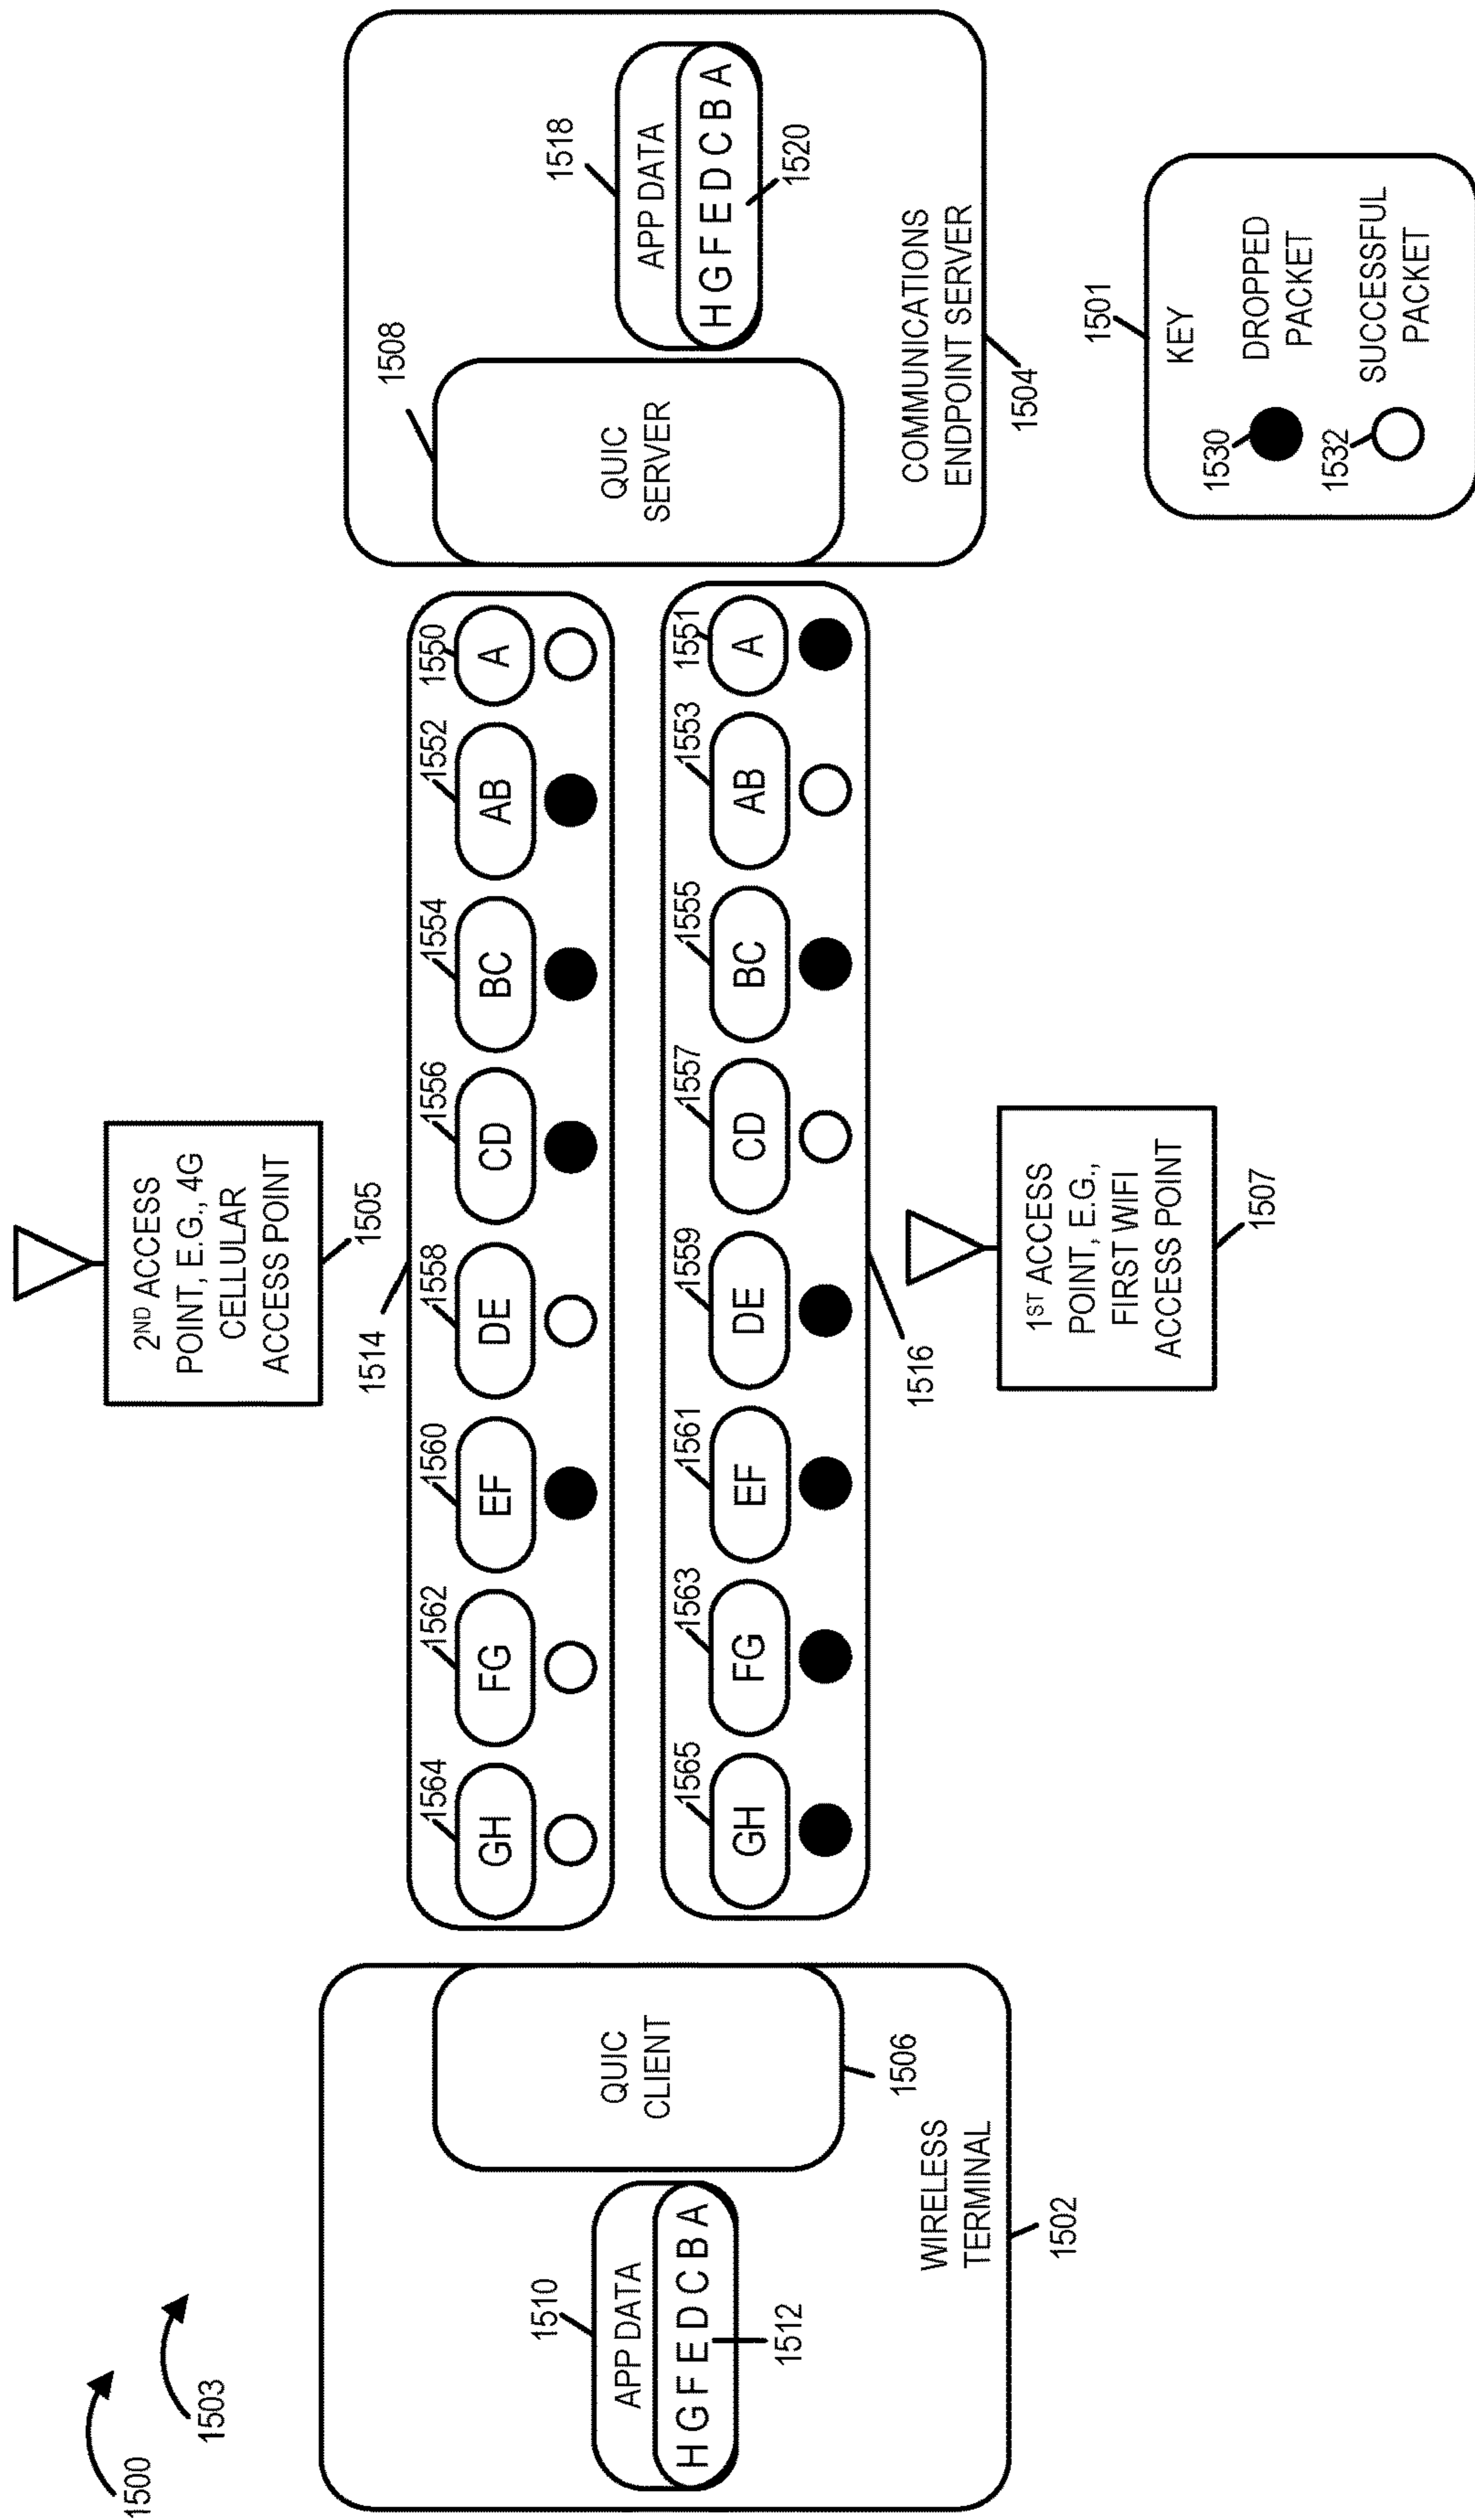 1500
1503
2ND ACCESS
POINT, E.G., 4G
CELLULAR
ACCESS POINT
1505
1514
1510
APP DATA
H G F E D C B A
1512
QUIC
CLIENT
1506
WIRELESS
TERMINAL
1502
1564
GH
1562
FG
1560
EF
1558
DE
1556
CD
1554
BC
1552
AB
1550
A
1565
GH
1563
FG
1561
EF
1559
DE
1557
CD
1555
BC
1553
AB
1551
A
1516
1ST ACCESS
POINT, E.G.,
FIRST WIFI
ACCESS POINT
1507
1508
QUIC
SERVER
1518
APP DATA
H G F E D C B A
1520
COMMUNICATIONS
ENDPOINT SERVER
1504
1501
KEY
1530
DROPPED
PACKET
1532
SUCCESSFUL
PACKET